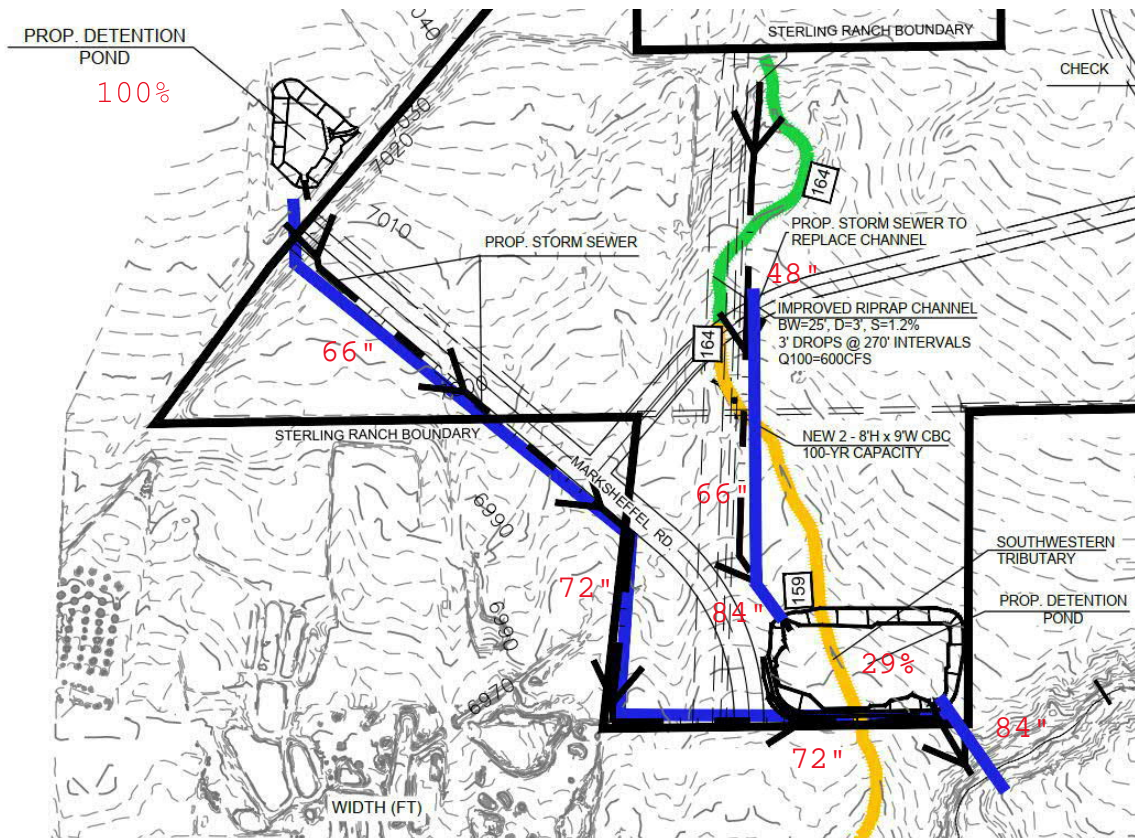 PROP. DETENTION
POND
100%
7040
STERLING RANCH BOUNDARY
CHECK
7030
7020
164
7010
PROP. STORM SEWER
PROP. STORM SEWER TO
REPLACE CHANNEL
48"
IMPROVED RIPRAP CHANNEL
BW=25', D=3', S=1.2%
3' DROPS @ 270' INTERVALS
Q100=600CFS
164
66"
STERLING RANCH BOUNDARY
NEW 2 - 8'H x 9'W CBC
100-YR CAPACITY
MARKSHEFFEL RD
66"
6990
SOUTHWESTERN
TRIBUTARY
72"
159
84"
PROP. DETENTION
POND
6990
29%
6970
84"
72"
WIDTH (FT)